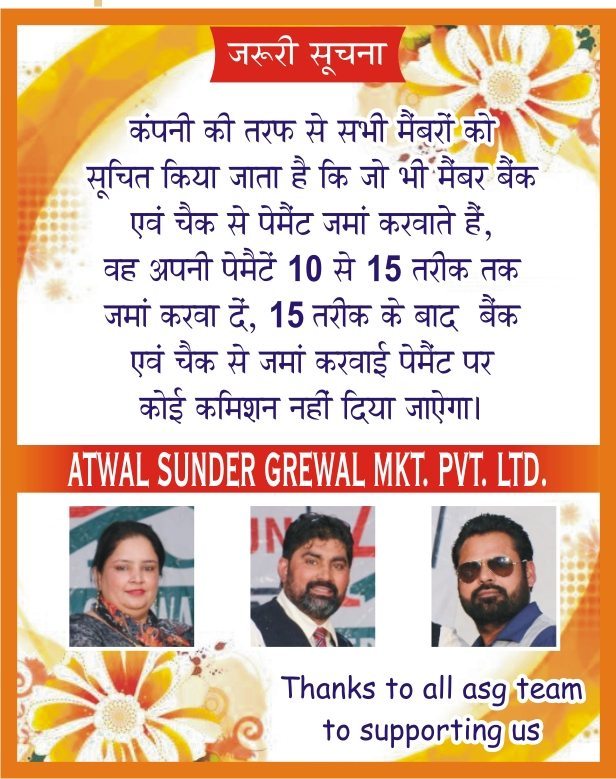 जरूरी सूचना
कंपनी की तरफ से सभी मैंबरों को
सूचित किया जाता है कि जो भी मैंबर बैंक
एवं चैक से पेमैंट जमां करवाते हैं,
वह अपनी पेमैटें 10 से 15 तरीक तक
जमां करवा दें, 15 तरीक के बाद बैंक
एवं चैक से जमां करवाई पेमैंट पर
कोई कमिशन नहीं दिया जाऐगा।
ATWAL SUNDER GREWAL MKT. PVT. LTD.
Thanks to all asg team
to supporting us